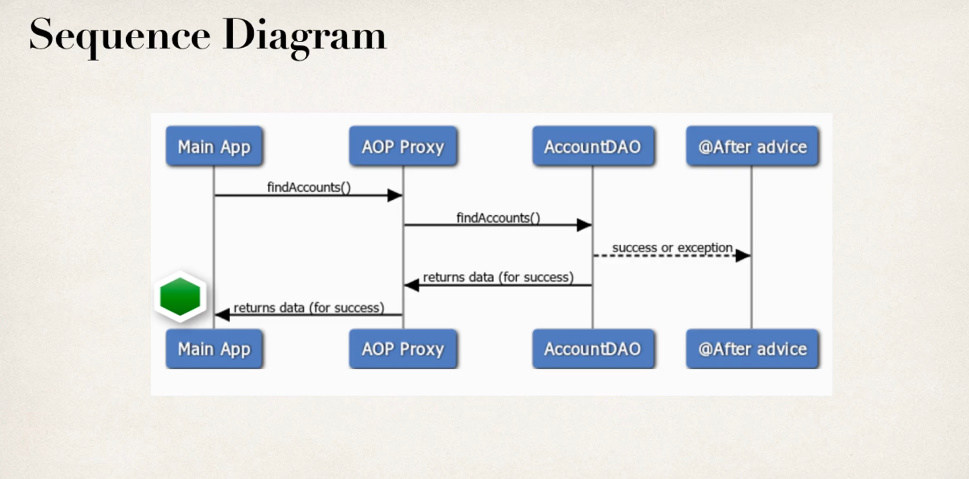 Sequence Diagram
Main App
AOP Proxy
AccountDAO
@After advice
findAccounts()
findAccounts()
success or exception
returns data (for success)
returns data (for success)
Main App
AOP Proxy
AccountDAO
@After advice